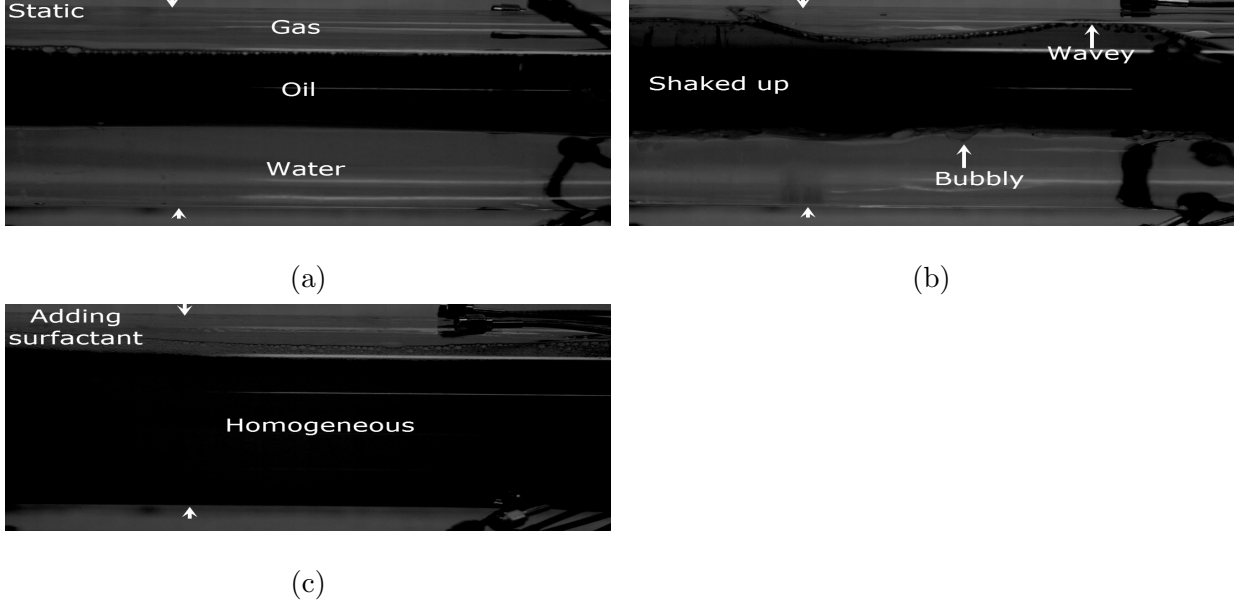 Static
Gas
Oil
Water
(a)
Shaked up
Wavey
Bubbly
(b)
Adding
surfactant
Homogeneous
(c)